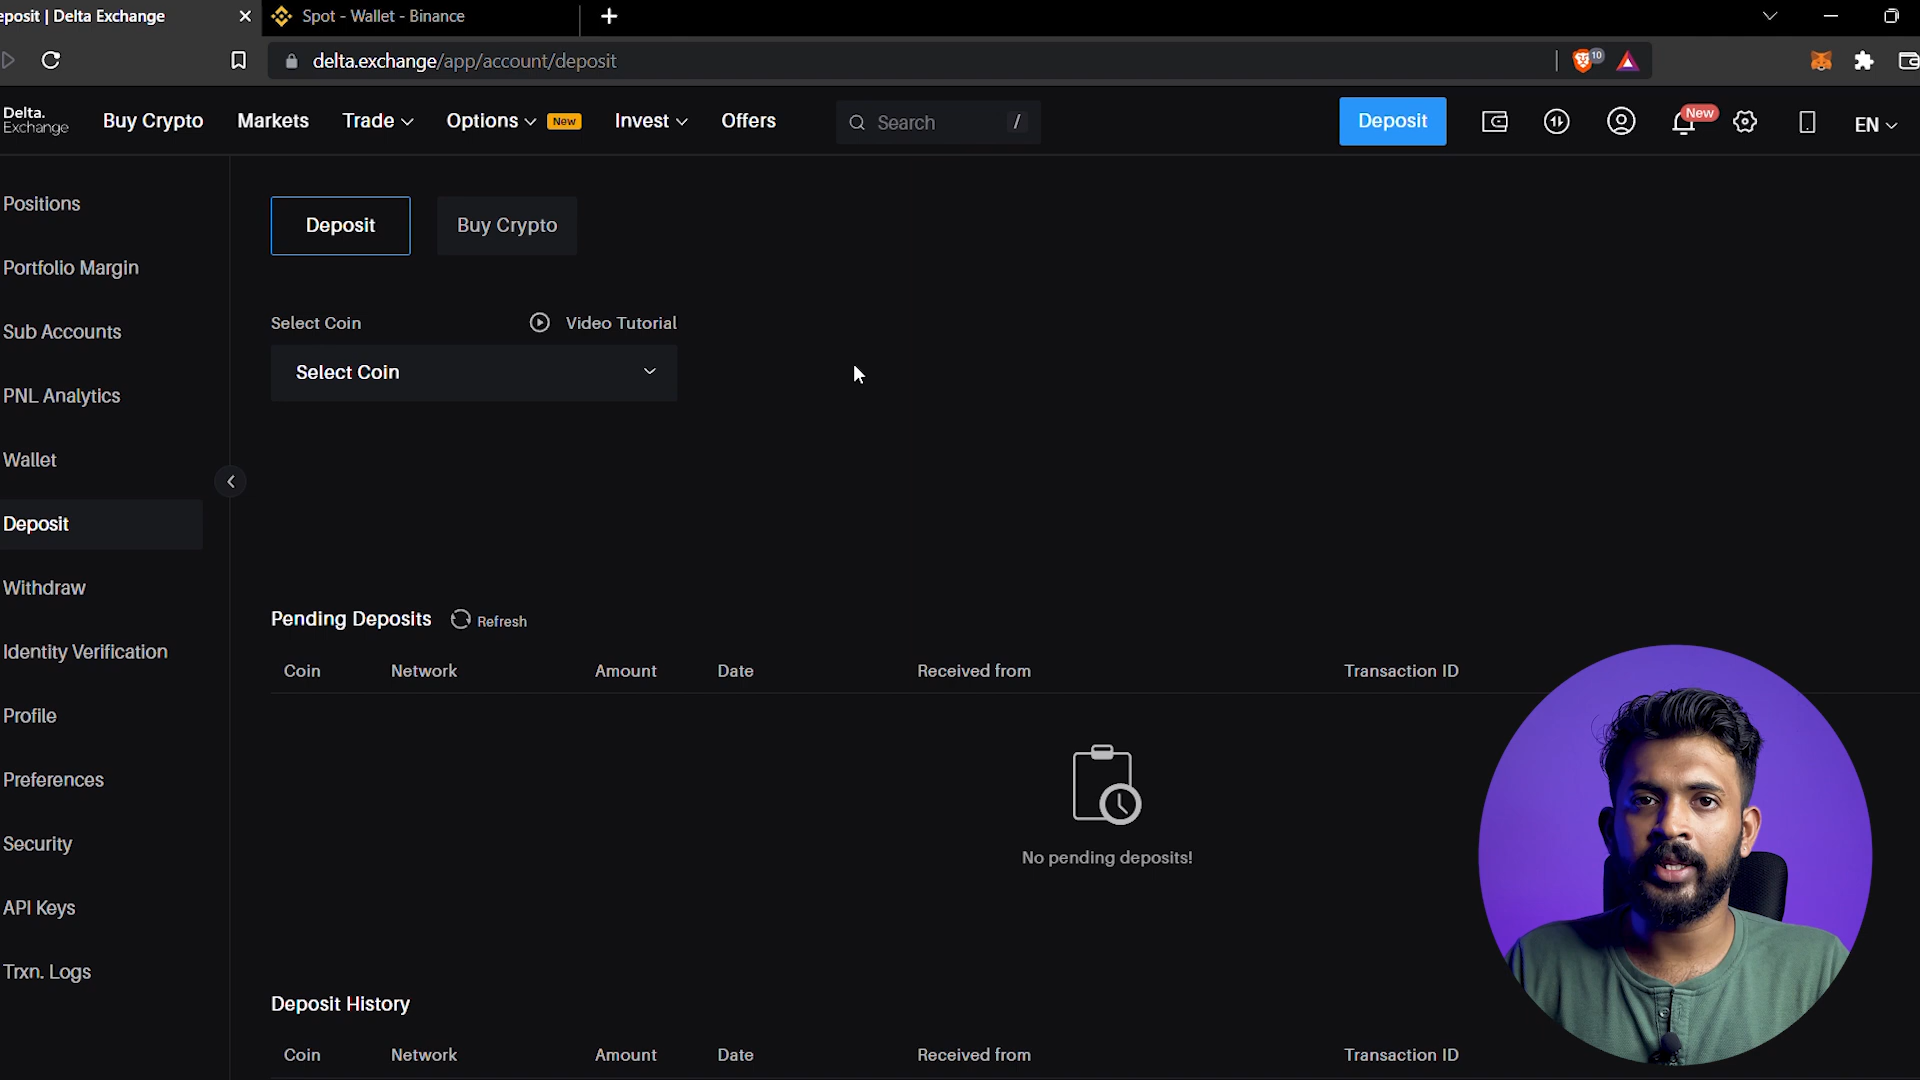 eposit | Delta Exchange
Spot - Wallet - Binance
delta.exchange/app/account/deposit
10
Delta.
Exchange
Buy Crypto
Markets
Trade
Options
New
Invest
Offers
Search
/
Deposit
New
EN
Positions
Portfolio Margin
Sub Accounts
PNL Analytics
Wallet
Deposit
Withdraw
Identity Verification
Profile
Preferences
Security
API Keys
Trxn. Logs
Deposit
Buy Crypto
Select Coin
Video Tutorial
Select Coin
Pending Deposits
Refresh
Coin Network Amount Date Received from Transaction ID
No pending deposits!
Deposit History
Coin Network Amount Date Received from Transaction ID